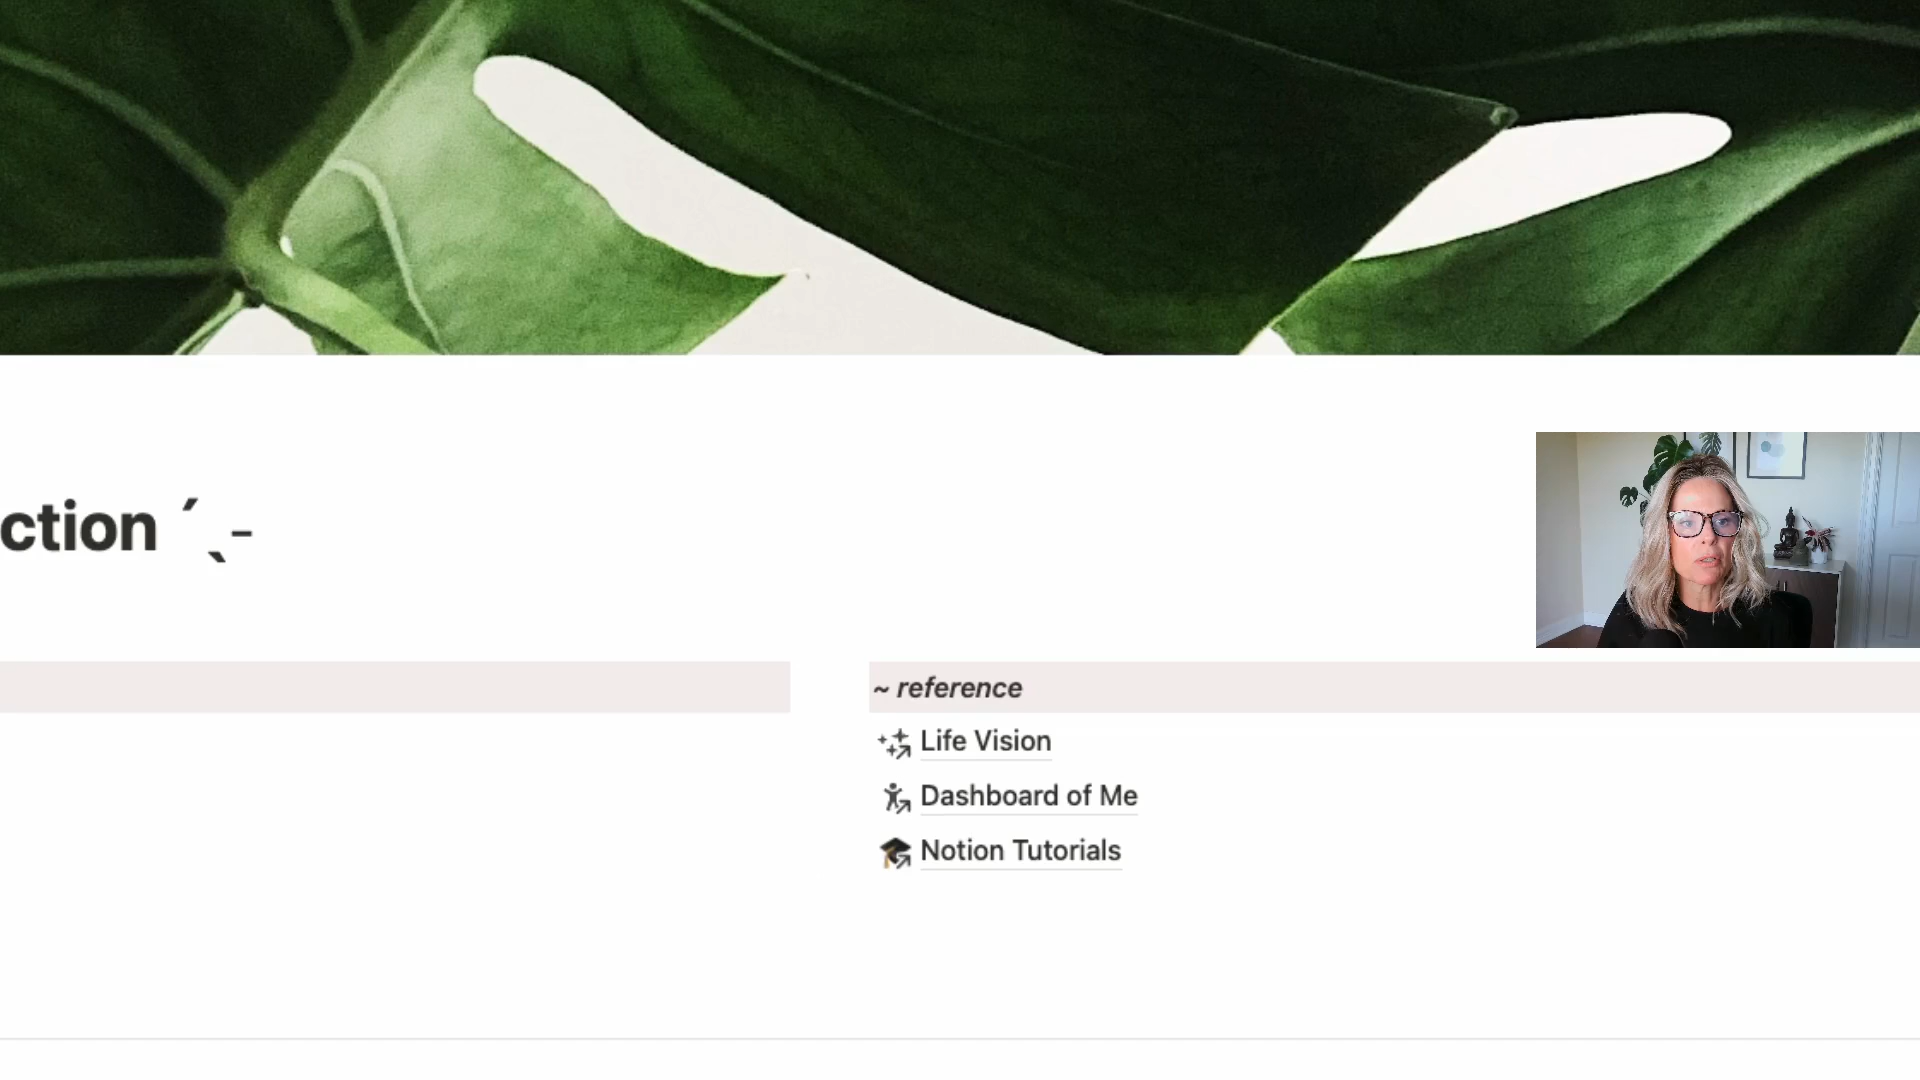 ction ˊˎ-
~ reference
Life Vision
Dashboard of Me
Notion Tutorials